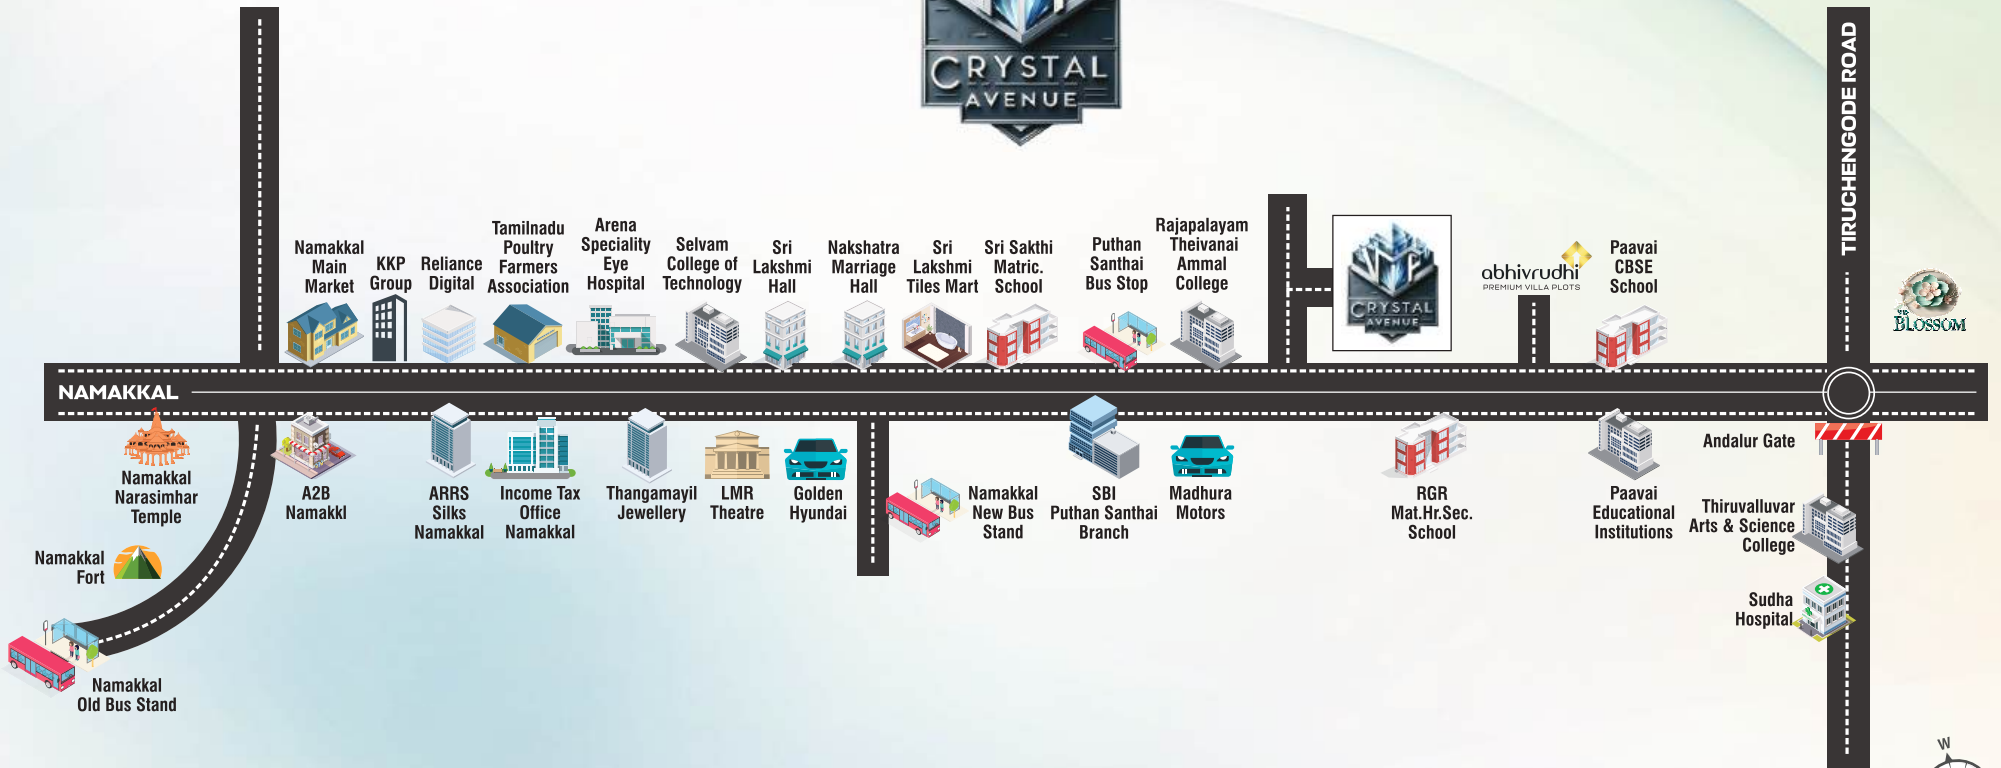 CRYSTAL
AVENUE
TIRUCHENGODE ROAD
Namakkal
Main
Market
KKP
Group
Reliance
Digital
Tamilnadu
Poultry
Farmers
Association
Arena
Speciality
Eye
Hospital
Selvam
College of
Technology
Sri
Lakshmi
Hall
Nakshatra
Marriage
Hall
Sri
Lakshmi
Tiles Mart
Sri Sakthi
Matric.
School
Puthan
Santhai
Bus Stop
Rajapalayam
Theivanai
Ammal
College
CRYSTAL
AVENUE
abhivrudhi
PREMIUM VILLA PLOTS
Paavai
CBSE
School
BLOSSOM
NAMAKKAL
Namakkal
Narasimhar
Temple
Namakkal
Fort
Namakkal
Old Bus Stand
A2B
Namakkl
ARRS
Silks
Namakkal
Income Tax
Office
Namakkal
Thangamayil
Jewellery
LMR
Theatre
Golden
Hyundai
Namakkal
New Bus
Stand
SBI
Puthan Santhai
Branch
Madhura
Motors
RGR
Mat.Hr.Sec.
School
Paavai
Educational
Institutions
Andalur Gate
Thiruvalluvar
Arts & Science
College
Sudha
Hospital
W